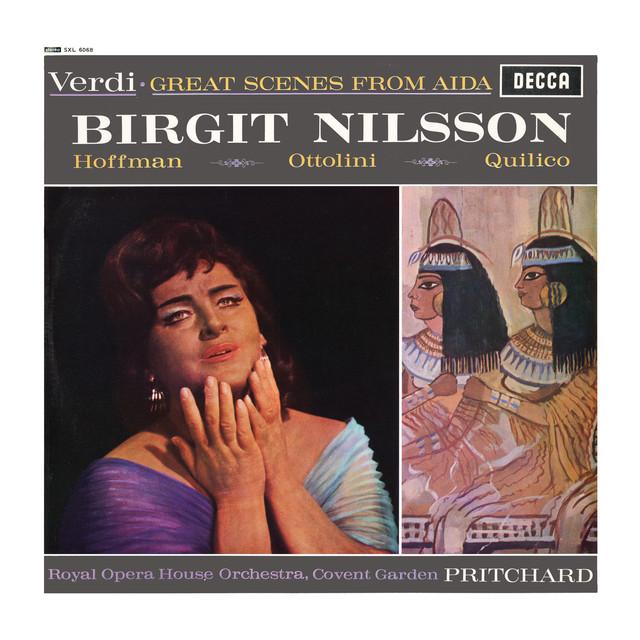 SXL 6068
Verdi · GREAT SCENES FROM AIDA DECCA
BIRGIT NILSSON
Hoffman Ottolini Quilico
Royal Opera House Orchestra, Covent Garden PRITCHARD